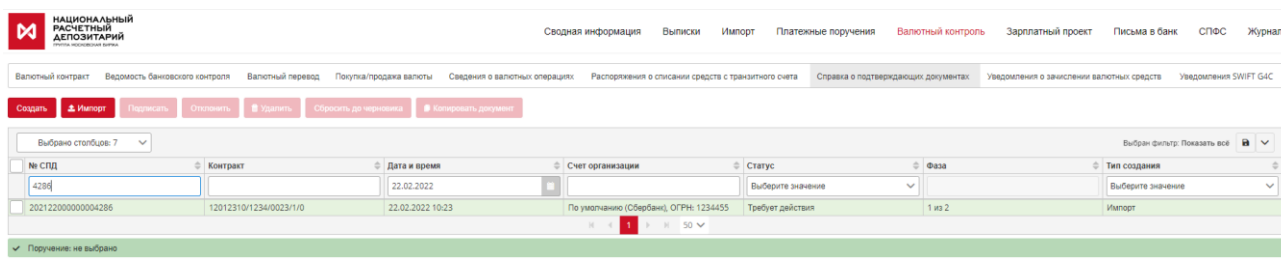 НАЦИОНАЛЬНЫЙ
РАСЧЕТНЫЙ
ДЕПОЗИТАРИЙ
ГРУППА МОСКОВСКАЯ БИРЖА
Сводная информация Выписки Импорт Платежные поручения Валютный контроль Зарплатный проект Письма в банк СПФС Журнал
Валютный контракт Ведомость банковского контроля Валютный перевод Покупка/продажа валюты Сведения о валютных операциях Распоряжения о списании средств с транзитного счета Справка о подтверждающих документах Уведомления о зачислении валютных средств Уведомления SWIFT G4C
Создать Импорт Подписать Отклонить Удалить Сбросить до черновика Копировать документ
Выбрано столбцов: 7 Выбран фильтр: Показать всё
№ СПД Контракт Дата и время Счет организации Статус Фаза Тип создания
4286 22.02.2022 Выберите значение Выберите значение
202122000000004286 12012310/1234/0023/1/0 22.02.2022 10:23 По умолчанию (Сбербанк), ОГРН: 1234455 Требует действия 1 из 2 Импорт
1 50
Поручение: не выбрано